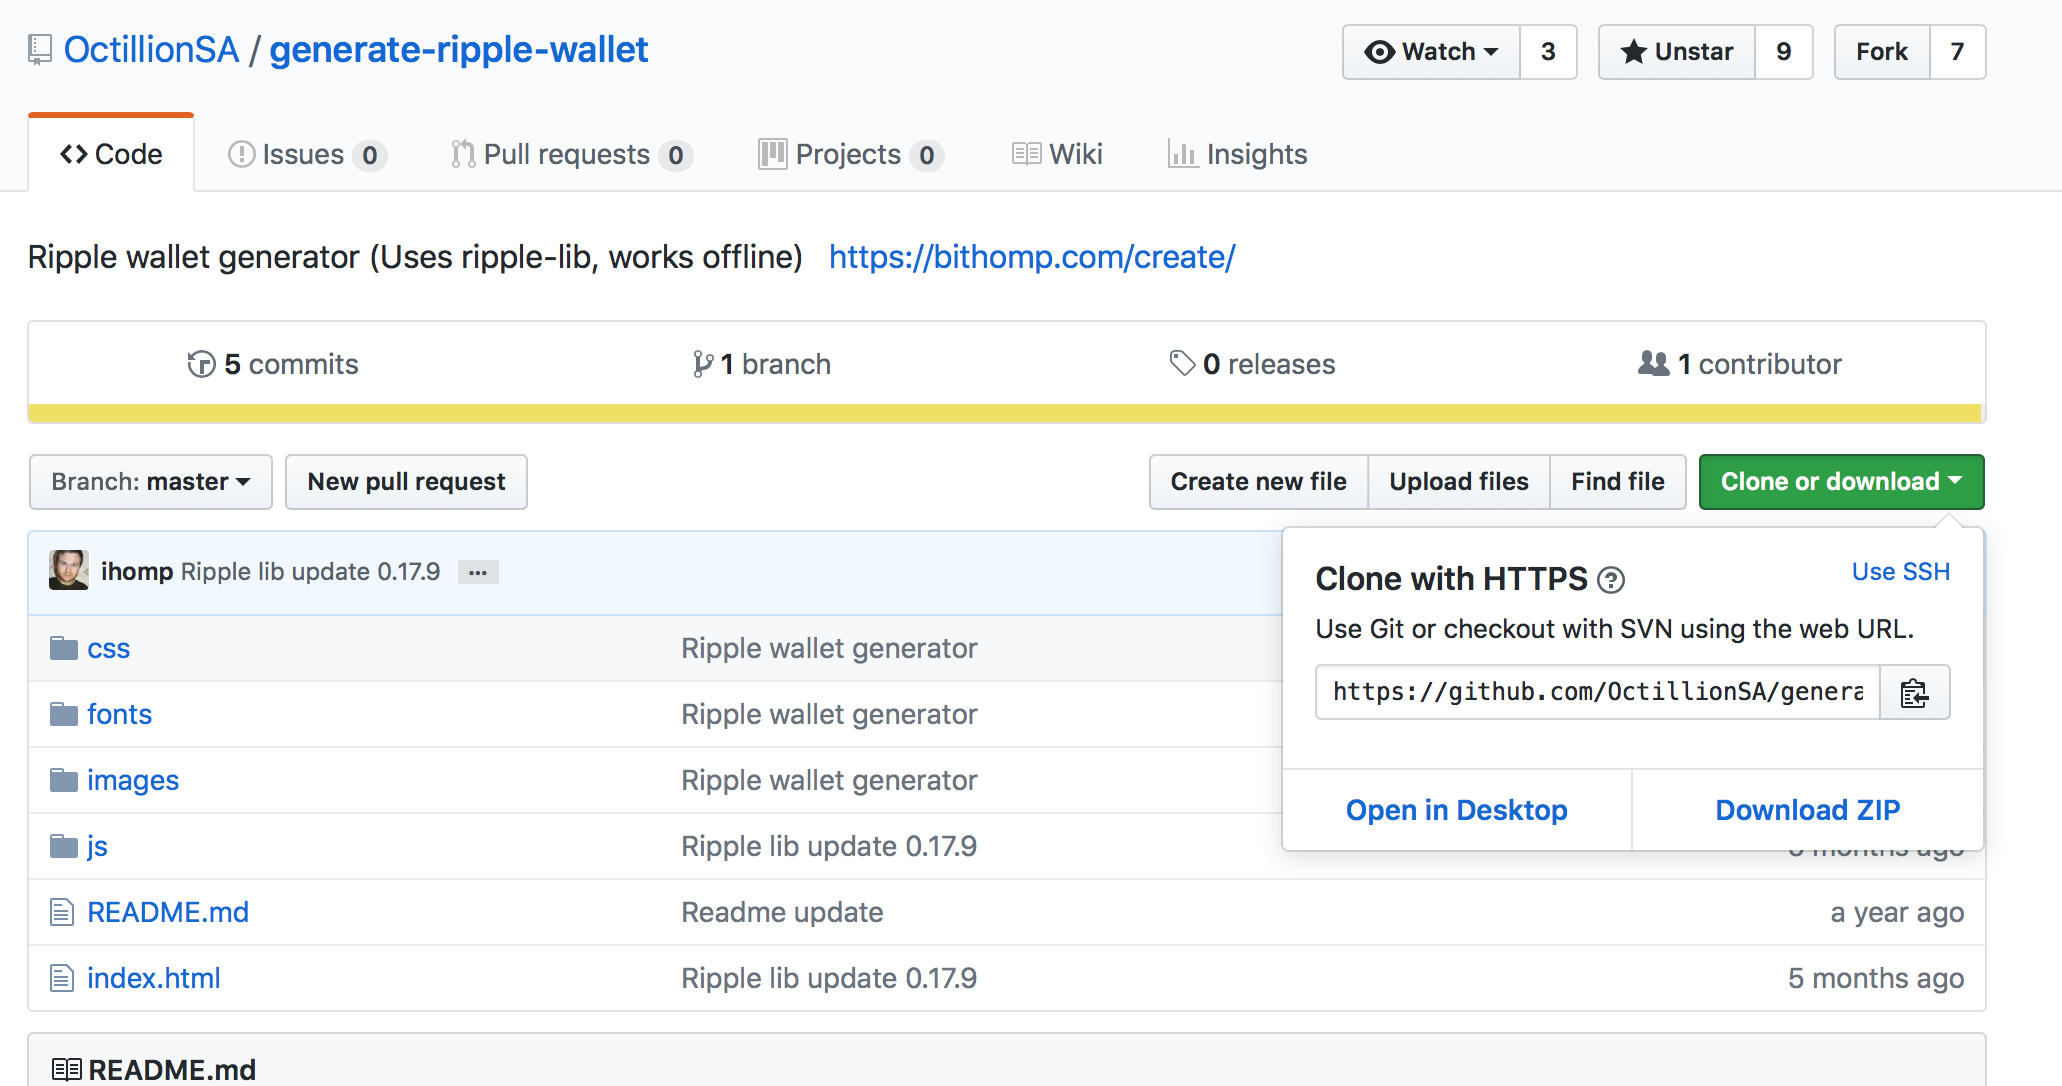 OctillionSA / generate-ripple-wallet
Watch 3 Unstar 9 Fork 7
Code Issues 0 Pull requests 0 Projects 0 Wiki Insights
Ripple wallet generator (Uses ripple-lib, works offline) https://bithomp.com/create/
5 commits 1 branch 0 releases 1 contributor
Branch: master New pull request Create new file Upload files Find file Clone or download
ihomp Ripple lib update 0.17.9 ...
Clone with HTTPS ? Use SSH
Use Git or checkout with SVN using the web URL.
https://github.com/OctillionSA/genera
Open in Desktop Download ZIP
css Ripple wallet generator
fonts Ripple wallet generator
images Ripple wallet generator
js Ripple lib update 0.17.9 months ago
README.md Readme update a year ago
index.html Ripple lib update 0.17.9 5 months ago
README.md